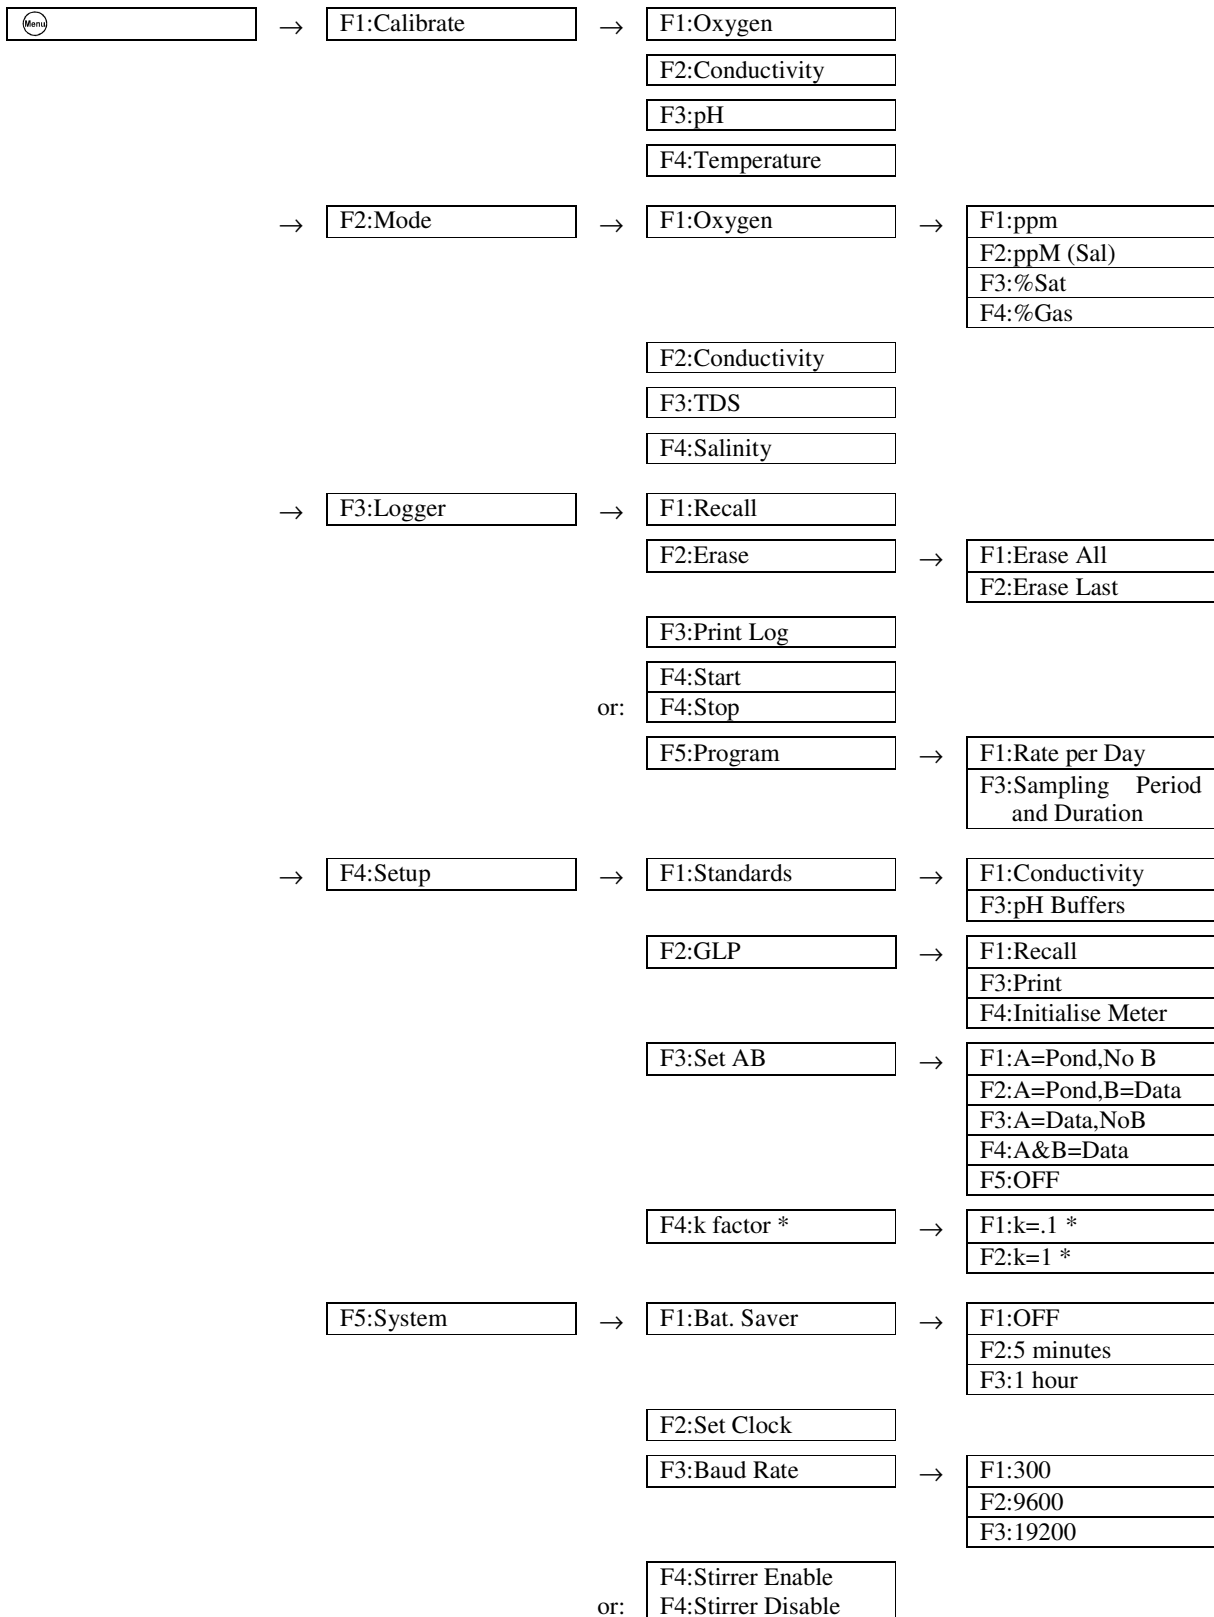 Menu → F1:Calibrate → F1:Oxygen
F2:Conductivity
F3:pH
F4:Temperature
→ F2:Mode → F1:Oxygen → F1:ppm
F2:ppM (Sal)
F3:%Sat
F4:%Gas
F2:Conductivity
F3:TDS
F4:Salinity
→ F3:Logger → F1:Recall
F2:Erase → F1:Erase All
F2:Erase Last
F3:Print Log
F4:Start
or: F4:Stop
F5:Program → F1:Rate per Day
F3:Sampling Period
and Duration
→ F4:Setup → F1:Standards → F1:Conductivity
F3:pH Buffers
F2:GLP → F1:Recall
F3:Print
F4:Initialise Meter
F3:Set AB → F1:A=Pond,No B
F2:A=Pond,B=Data
F3:A=Data,NoB
F4:A&B=Data
F5:OFF
F4:k factor * → F1:k=.1 *
F2:k=1 *
F5:System → F1:Bat. Saver → F1:OFF
F2:5 minutes
F3:1 hour
F2:Set Clock
F3:Baud Rate → F1:300
F2:9600
F3:19200
F4:Stirrer Enable
or: F4:Stirrer Disable